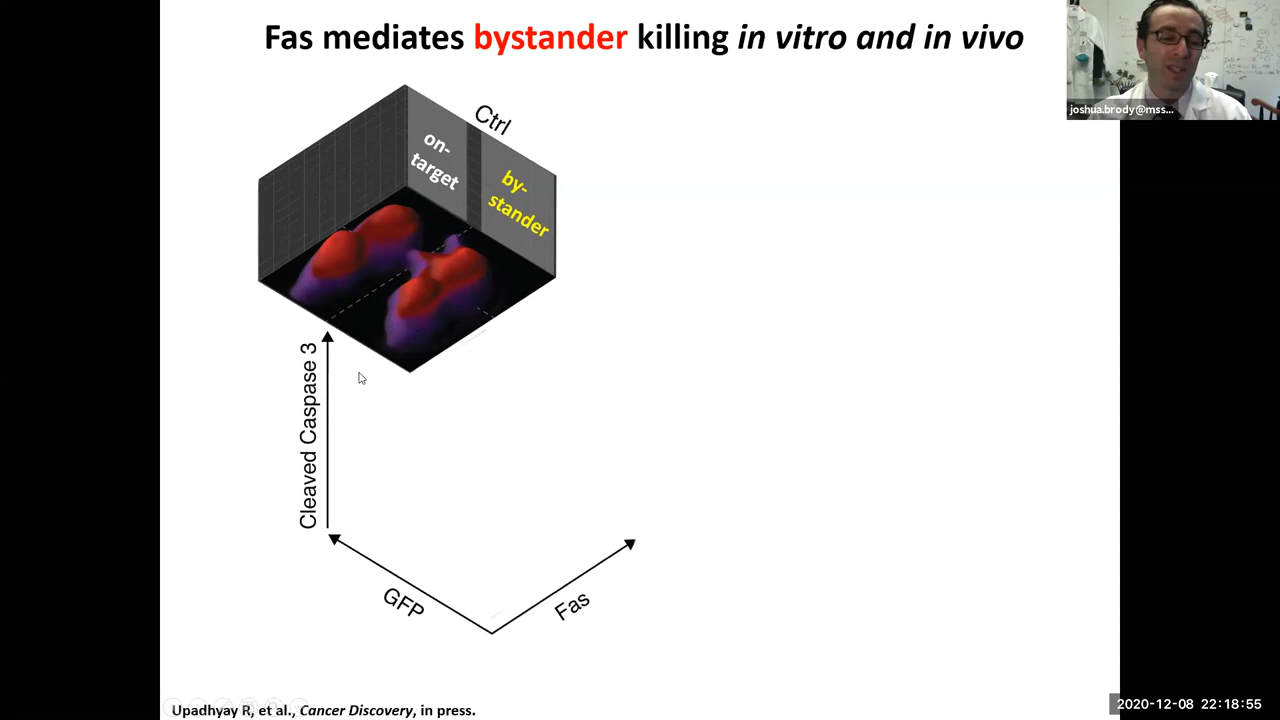 Fas mediates bystander killing in vitro and in vivo
joshua.brody@mss...
Ctrl
on-
target
by-
stander
Cleaved Caspase 3
GFP
Fas
Upadhyay R, et al., Cancer Discovery, in press.
2020-12-08 22:18:55